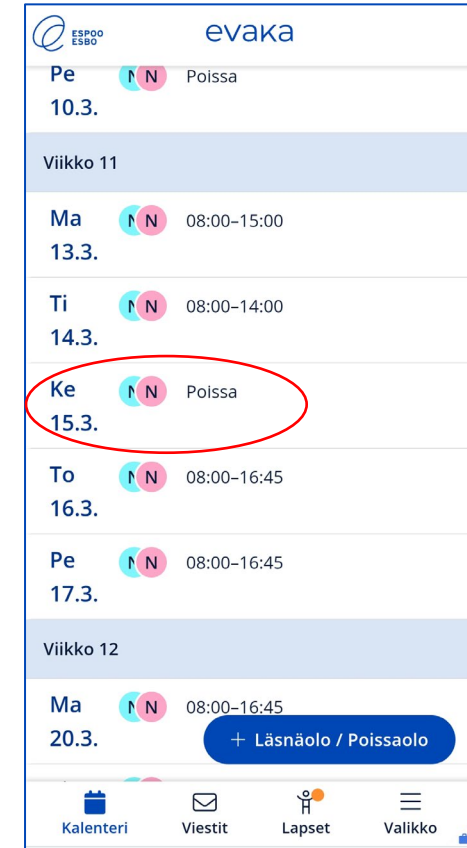 ESPOO
ESBO
evaka
Pe N N Poissa
10.3.
Viikko 11
Ma N N 08:00–15:00
13.3.
Ti N N 08:00–14:00
14.3.
Ke N N Poissa
15.3.
To N N 08:00–16:45
16.3.
Pe N N 08:00–16:45
17.3.
Viikko 12
Ma N N 08:00–16:45
20.3.
+ Läsnäolo / Poissaolo
Kalenteri Viestit Lapset Valikko